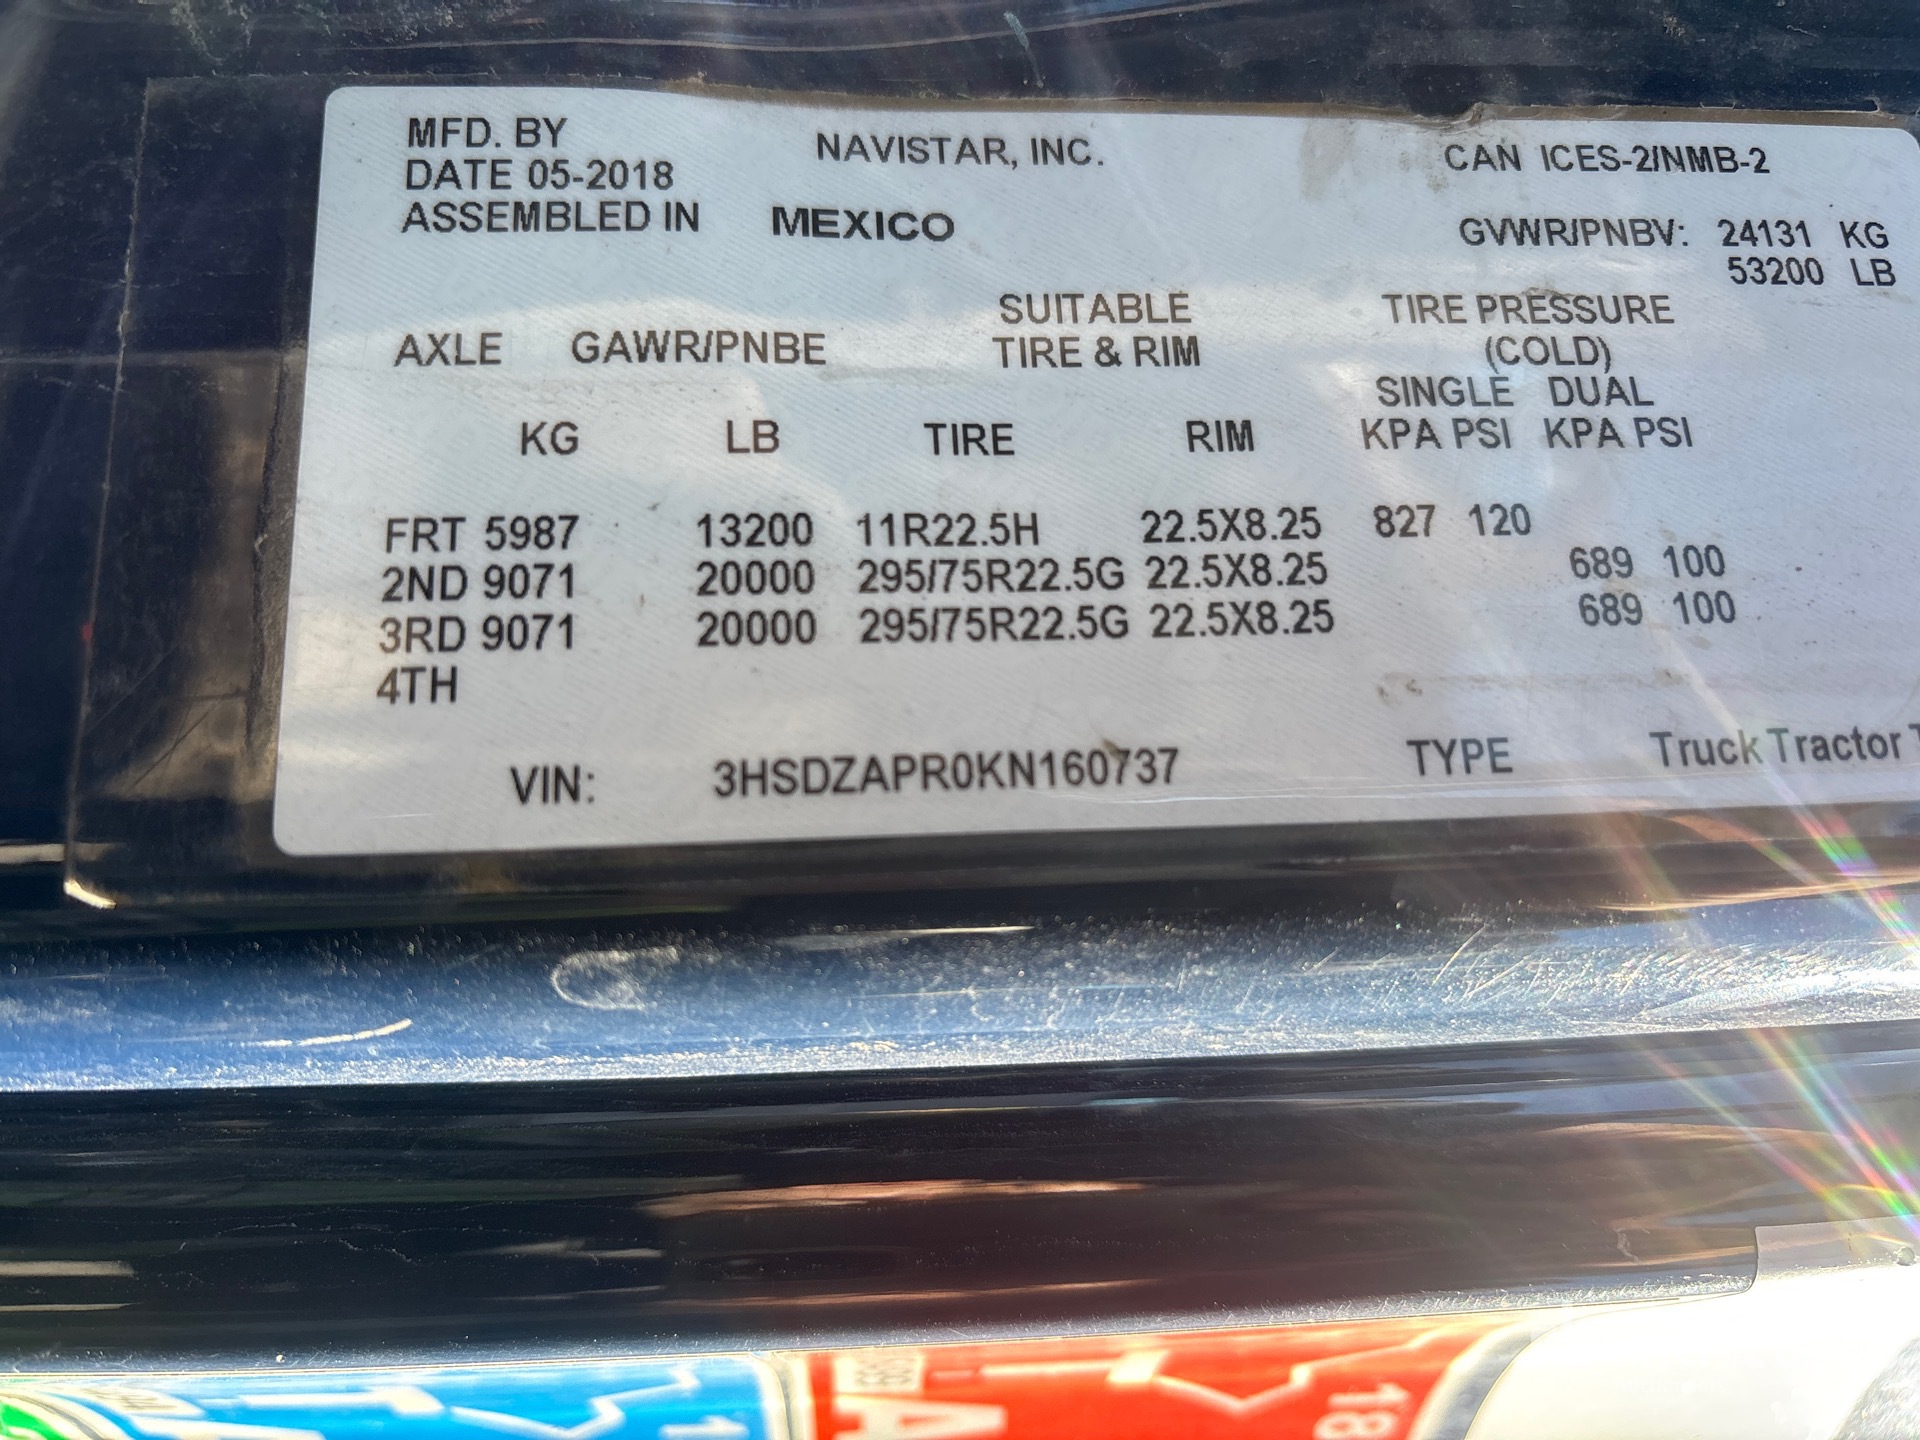 MFD. BY NAVISTAR, INC. CAN ICES-2/NMB-2
DATE 05-2018
ASSEMBLED IN MEXICO GVWR/PNBV: 24131 KG
53200 LB
SUITABLE TIRE PRESSURE
AXLE GAWR/PNBE TIRE & RIM (COLD)
SINGLE DUAL
KG LB TIRE RIM KPA PSI KPA PSI
FRT 5987 13200 11R22.5H 22.5X8.25 827 120
2ND 9071 20000 295/75R22.5G 22.5X8.25 689 100
3RD 9071 20000 295/75R22.5G 22.5X8.25 689 100
4TH
VIN: 3HSDZAPR0KN160737 TYPE Truck Tractor T
A 18